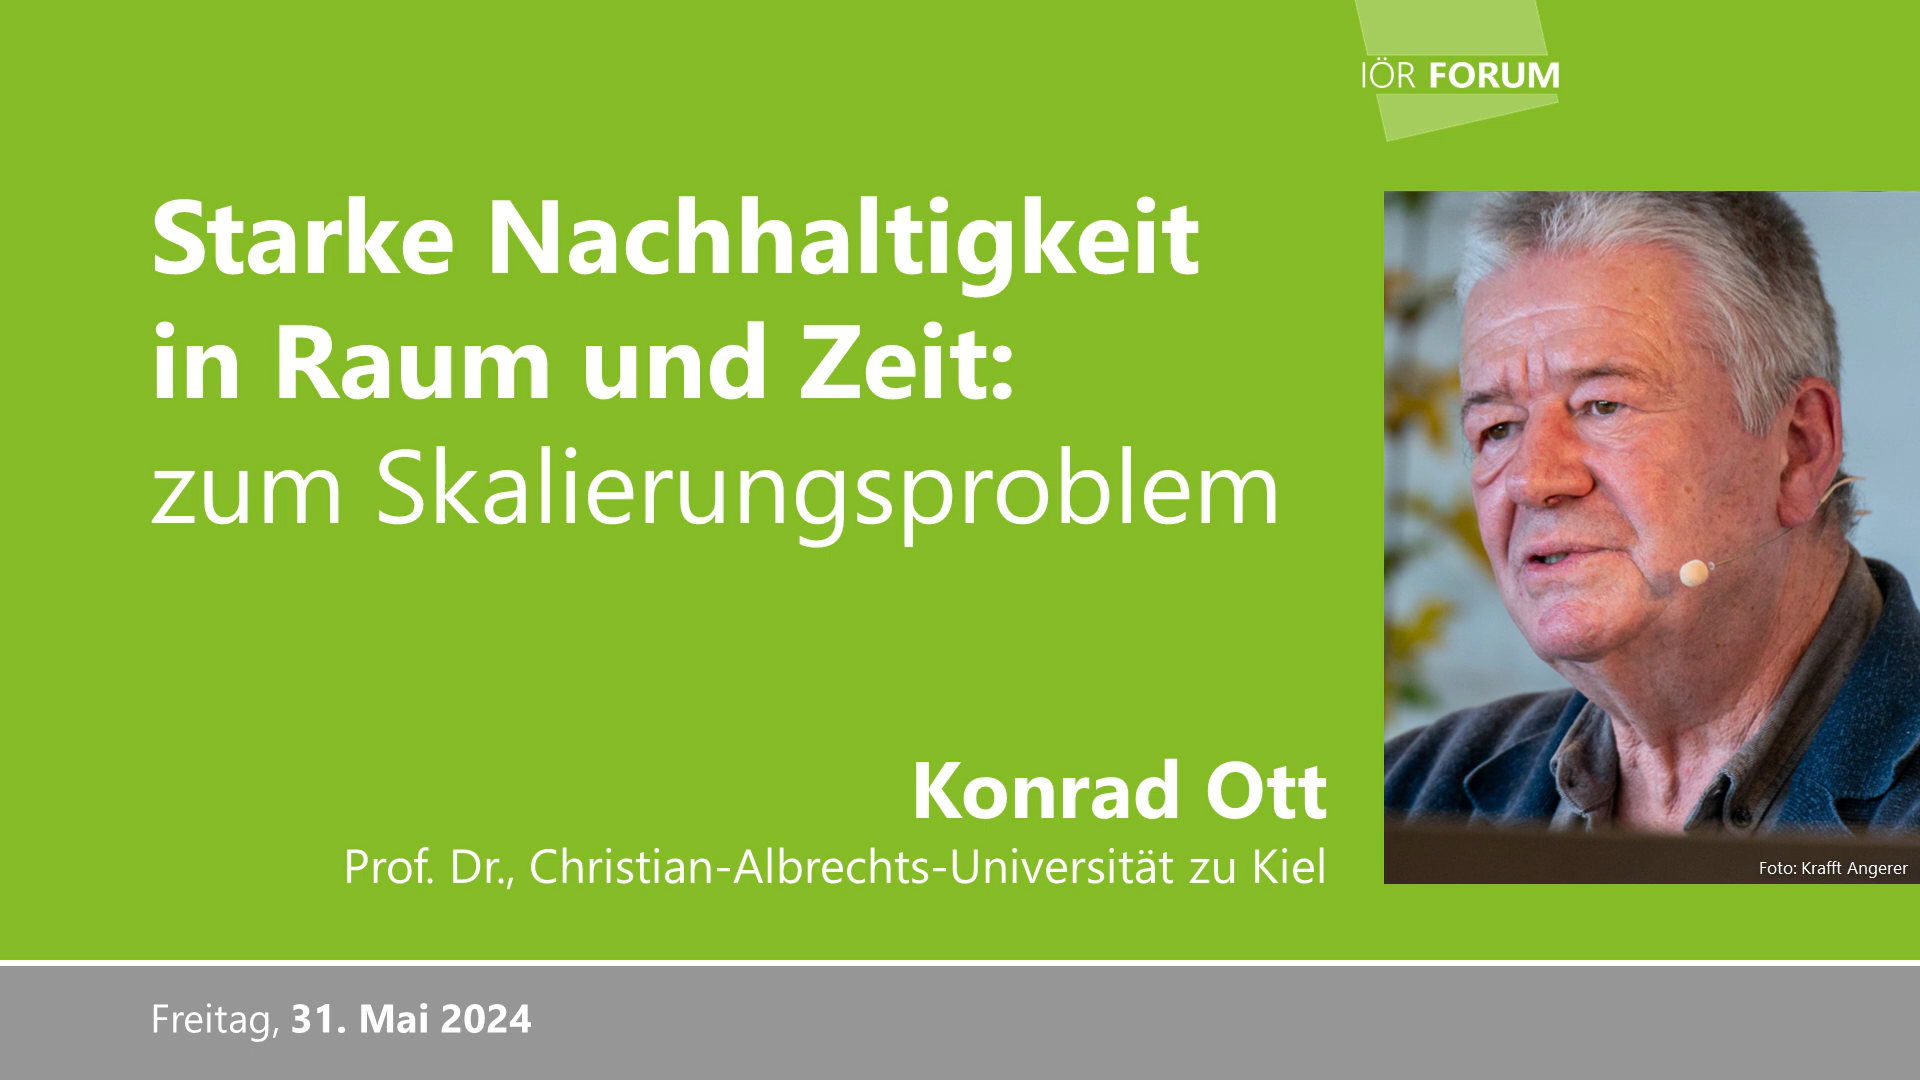 IÖR FORUM
Starke Nachhaltigkeit
in Raum und Zeit:
zum Skalierungsproblem
Konrad Ott
Prof. Dr., Christian-Albrechts-Universität zu Kiel
Foto: Krafft Angerer
Freitag, 31. Mai 2024